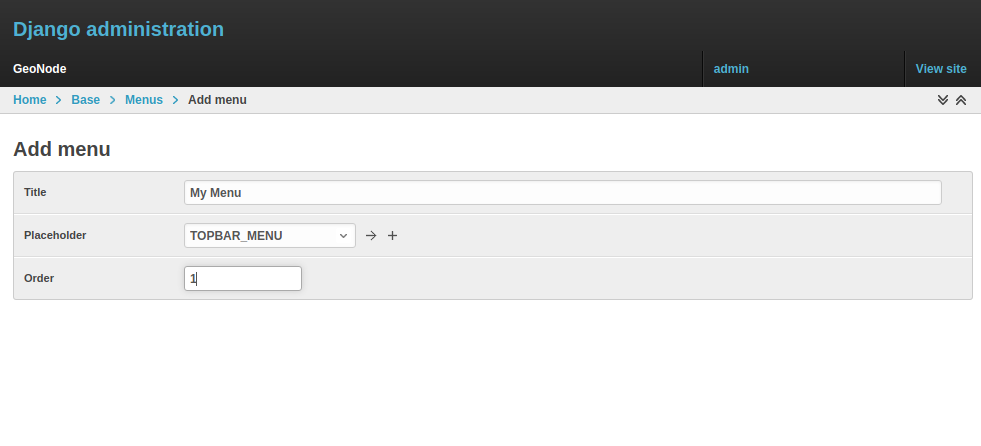 Django administration
GeoNode admin View site
Home Base Menus Add menu
Add menu
Title My Menu
Placeholder TOPBAR_MENU
Order 1